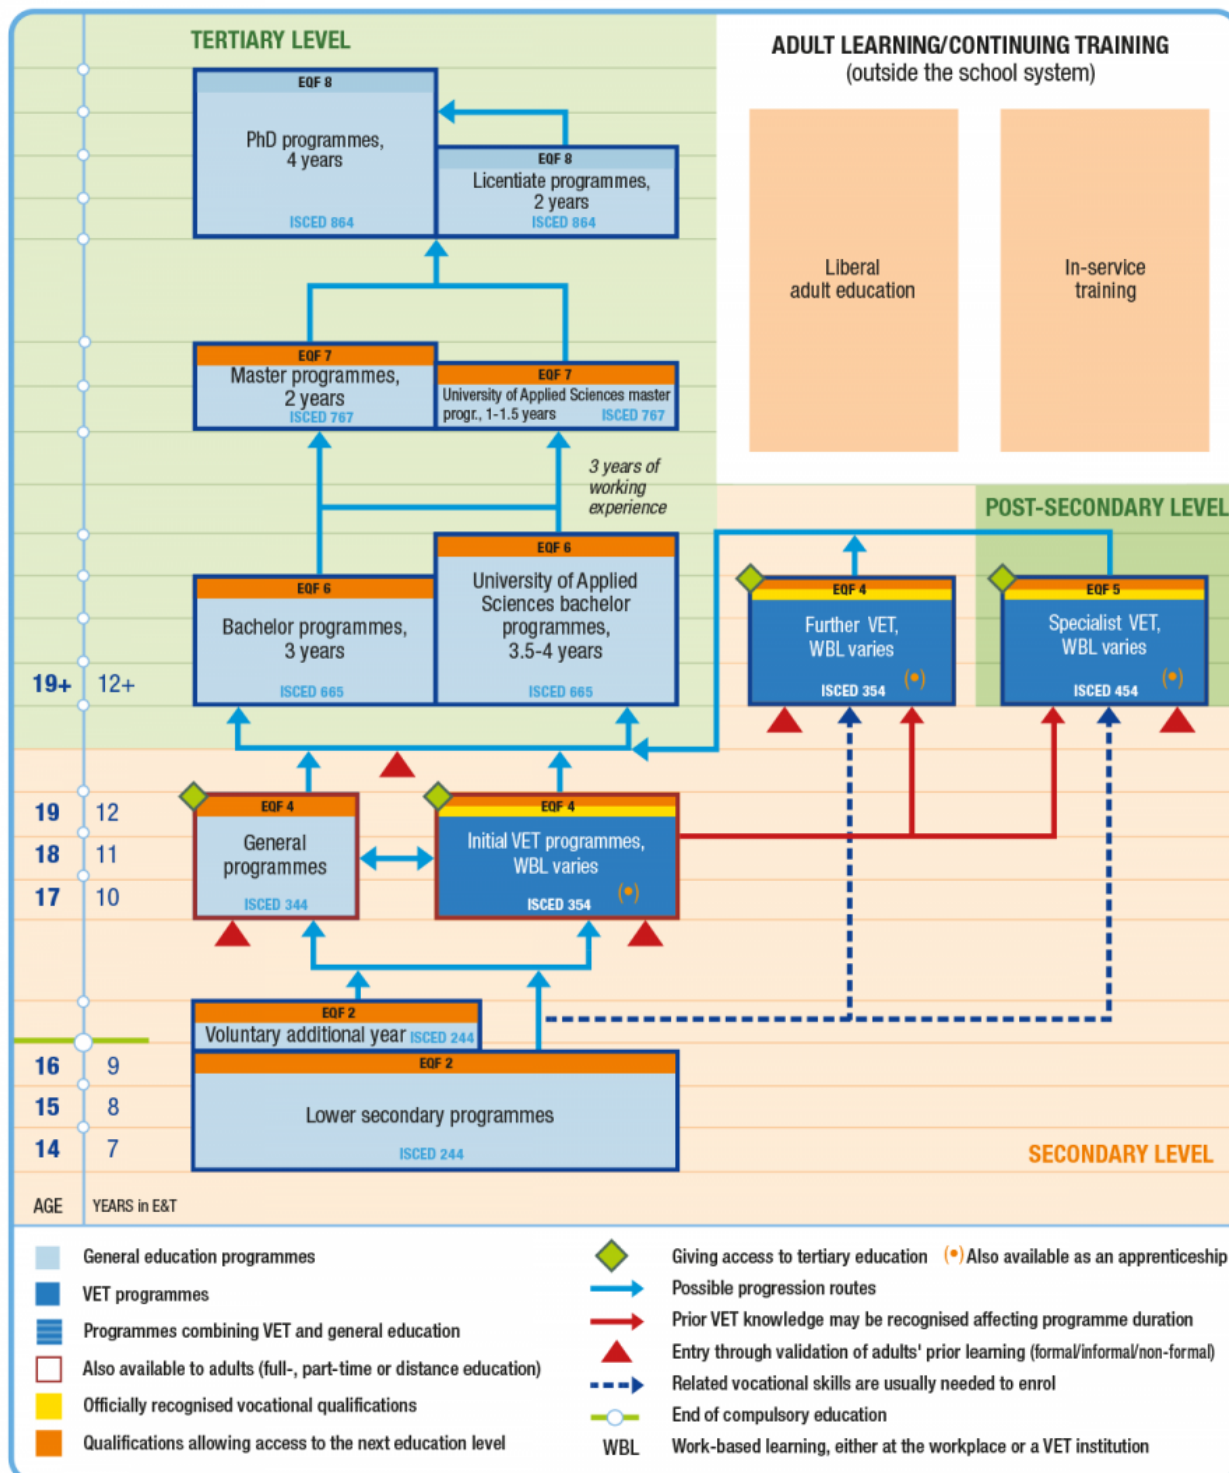 TERTIARY LEVEL
ADULT LEARNING/CONTINUING TRAINING
(outside the school system)
EQF 8
PhD programmes,
4 years
ISCED 864
EQF 8
Licentiate programmes,
2 years
ISCED 864
Liberal
adult education
In-service
training
EQF 7
Master programmes,
2 years
ISCED 767
EQF 7
University of Applied Sciences master
progr., 1-1.5 years ISCED 767
3 years of
working
experience
POST-SECONDARY LEVEL
EQF 6
Bachelor programmes,
3 years
ISCED 665
EQF 6
University of Applied
Sciences bachelor
programmes,
3.5-4 years
ISCED 665
EQF 4
Further VET,
WBL varies
ISCED 354 (•)
EQF 5
Specialist VET,
WBL varies
ISCED 454 (•)
19+ 12+
19 12
18 11
17 10
EQF 4
General
programmes
ISCED 344
EQF 4
Initial VET programmes,
WBL varies
ISCED 354 (•)
EQF 2
Voluntary additional year ISCED 244
EQF 2
Lower secondary programmes
ISCED 244
16 9
15 8
14 7
SECONDARY LEVEL
AGE YEARS in E&T
General education programmes
VET programmes
Programmes combining VET and general education
Also available to adults (full-, part-time or distance education)
Officially recognised vocational qualifications
Qualifications allowing access to the next education level
Giving access to tertiary education (•) Also available as an apprenticeship
Possible progression routes
Prior VET knowledge may be recognised affecting programme duration
Entry through validation of adults' prior learning (formal/informal/non-formal)
Related vocational skills are usually needed to enrol
End of compulsory education
WBL Work-based learning, either at the workplace or a VET institution